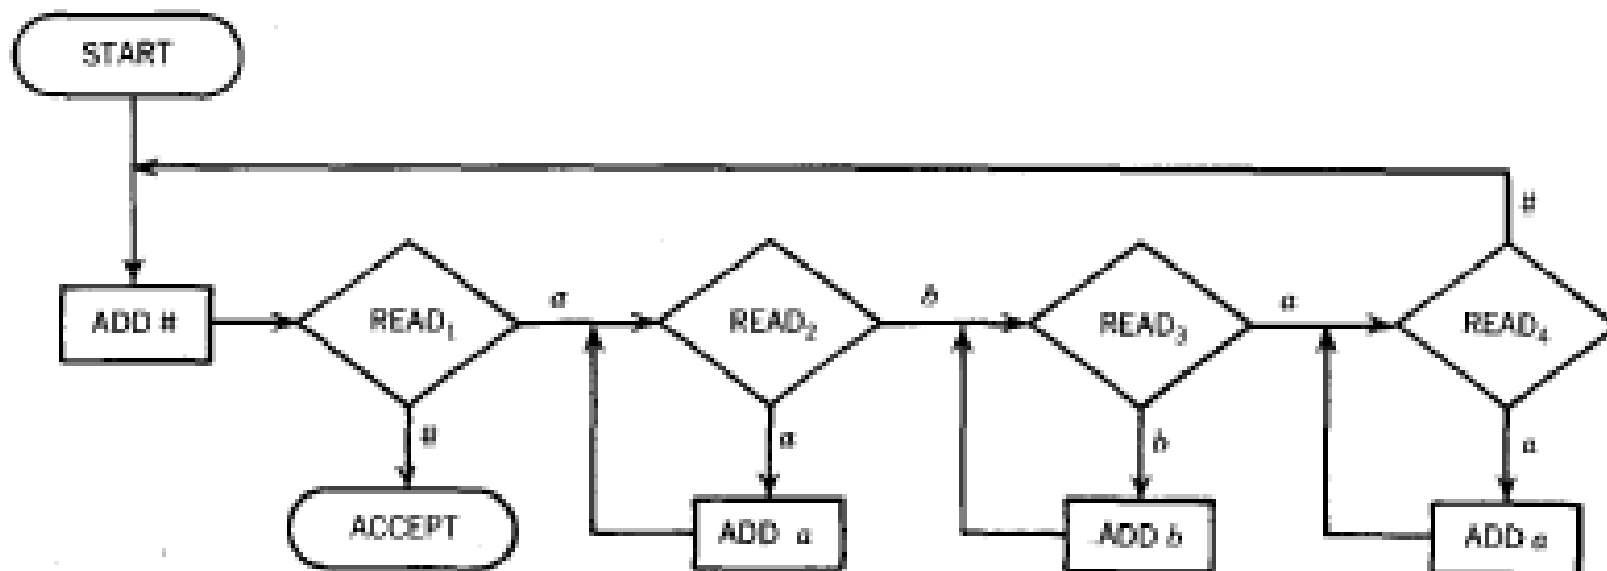 START
#
a
b
a
ADD #
READ₁
READ₂
READ₃
READ₄
#
a
b
a
ACCEPT
ADD a
ADD b
ADD a